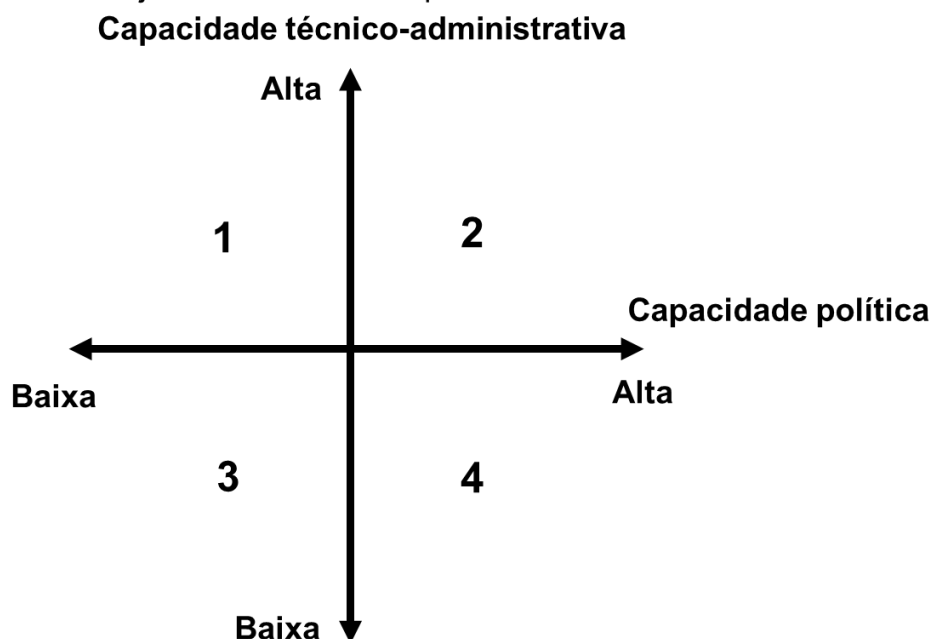 Capacidade técnico-administrativa
Alta
1
2
Capacidade política
Baixa
Alta
3
4
Baixa